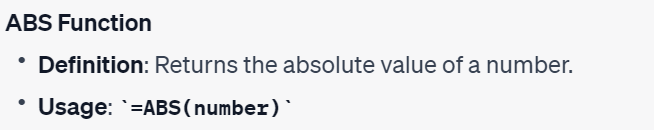 ABS Function
• Definition: Returns the absolute value of a number.
• Usage: `=ABS(number)`